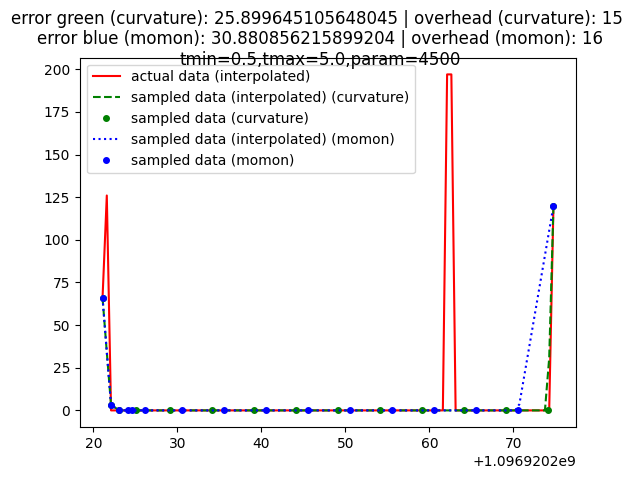 error green (curvature): 25.899645105648045 | overhead (curvature): 15
error blue (momon): 30.880856215899204 | overhead (momon): 16
tmin=0.5,tmax=5.0,param=4500
actual data (interpolated)
sampled data (interpolated) (curvature)
sampled data (curvature)
sampled data (interpolated) (momon)
sampled data (momon)
200
175
150
125
100
75
50
25
0
20 30 40 50 60 70
+1.0969202e9